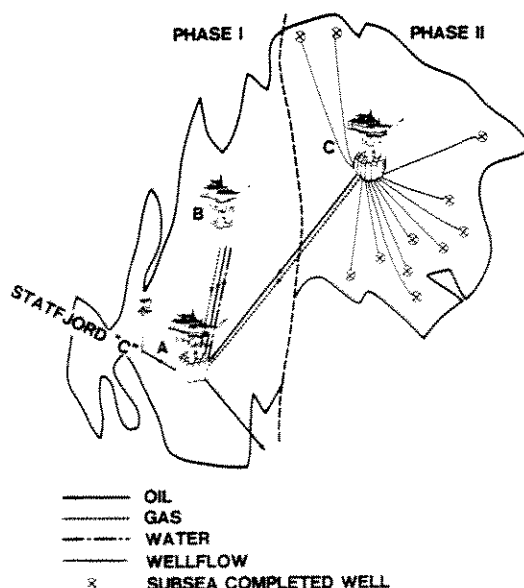 PHASE I
PHASE II
C
B
STATFJORD "C"
A
OIL
GAS
WATER
WELLFLOW
SUBSEA COMPLETED WELL